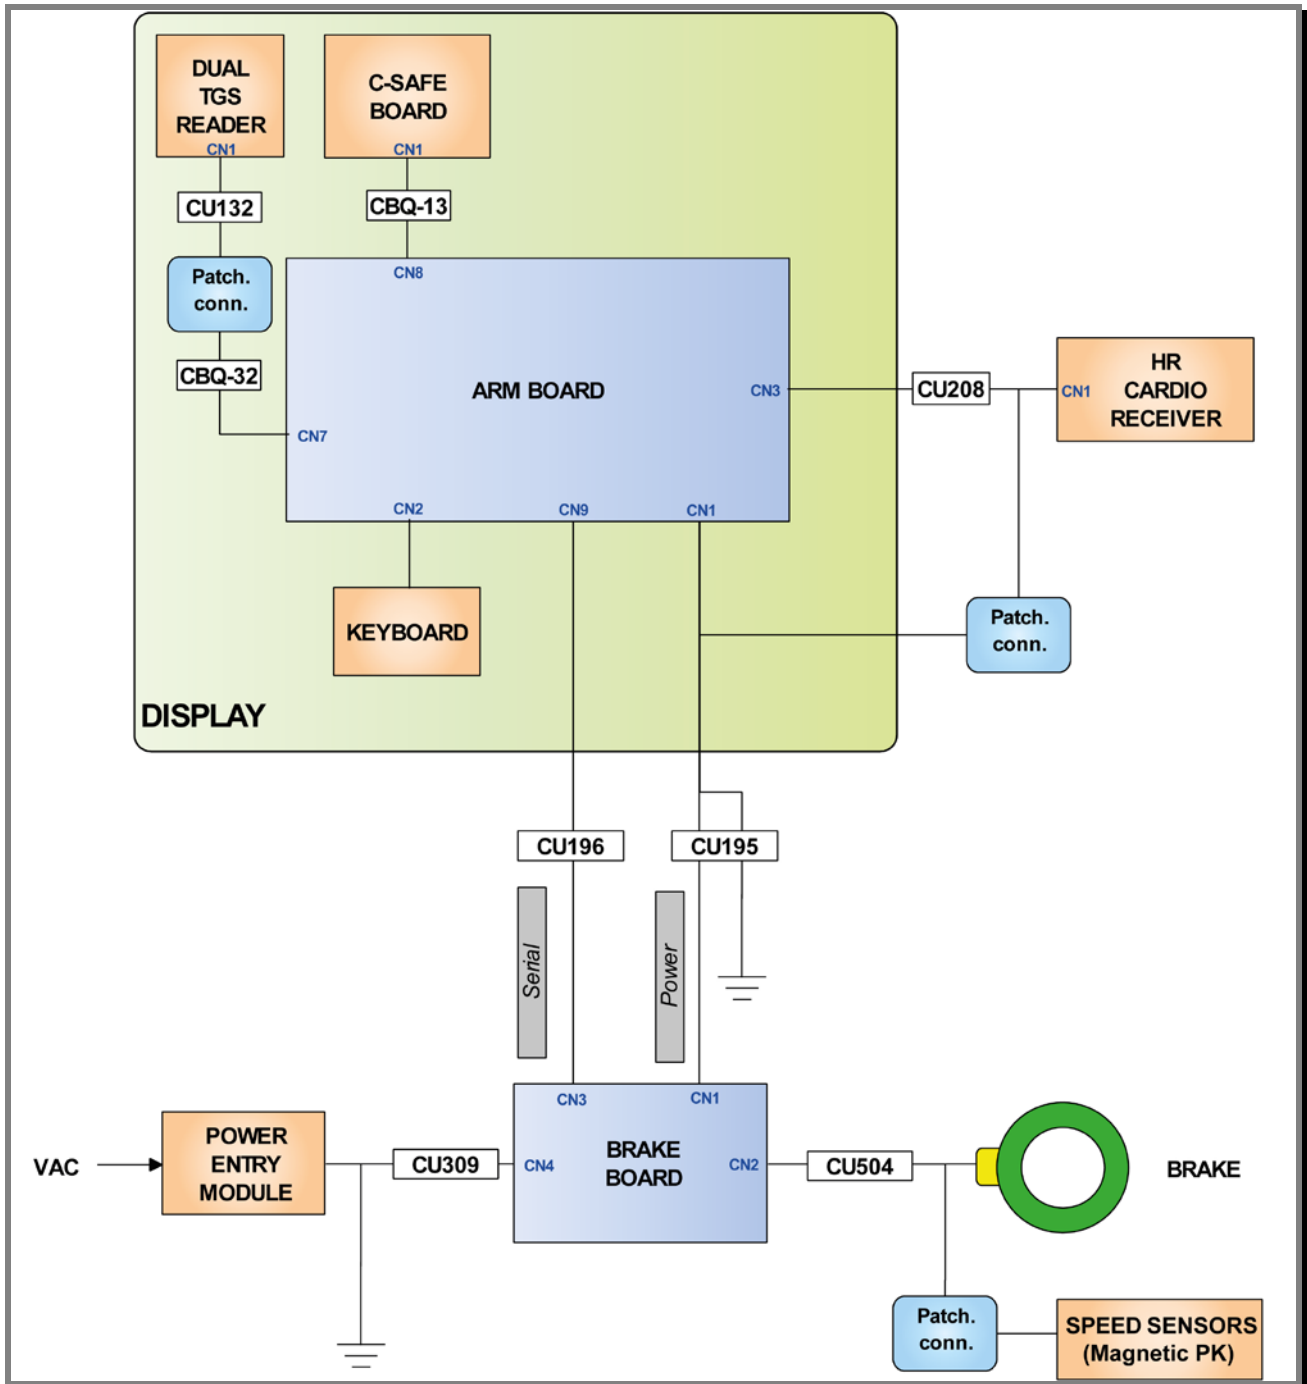 DUAL
TGS
READER
CN1
C-SAFE
BOARD
CN1
CU132
CBQ-13
Patch.
conn.
CN8
CBQ-32
ARM BOARD
CN3
CU208
CN1
HR
CARDIO
RECEIVER
CN7
CN2
CN9
CN1
KEYBOARD
Patch.
conn.
DISPLAY
CU196
CU195
Serial
Power
CN3
CN1
VAC
POWER
ENTRY
MODULE
CU309
CN4
BRAKE
BOARD
CN2
CU504
BRAKE
Patch.
conn.
SPEED SENSORS
(Magnetic PK)